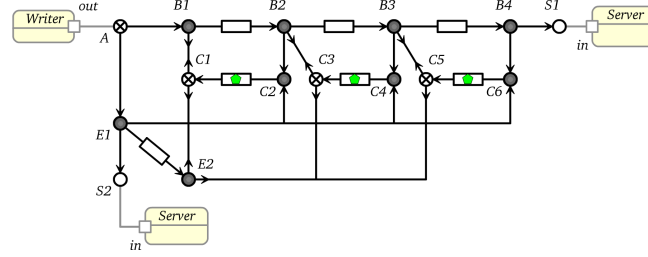 out
B1
B2
B3
B4
S1
Server
Writer
A
in
C1
C3
C5
C2
C4
C6
E1
E2
S2
Server
in